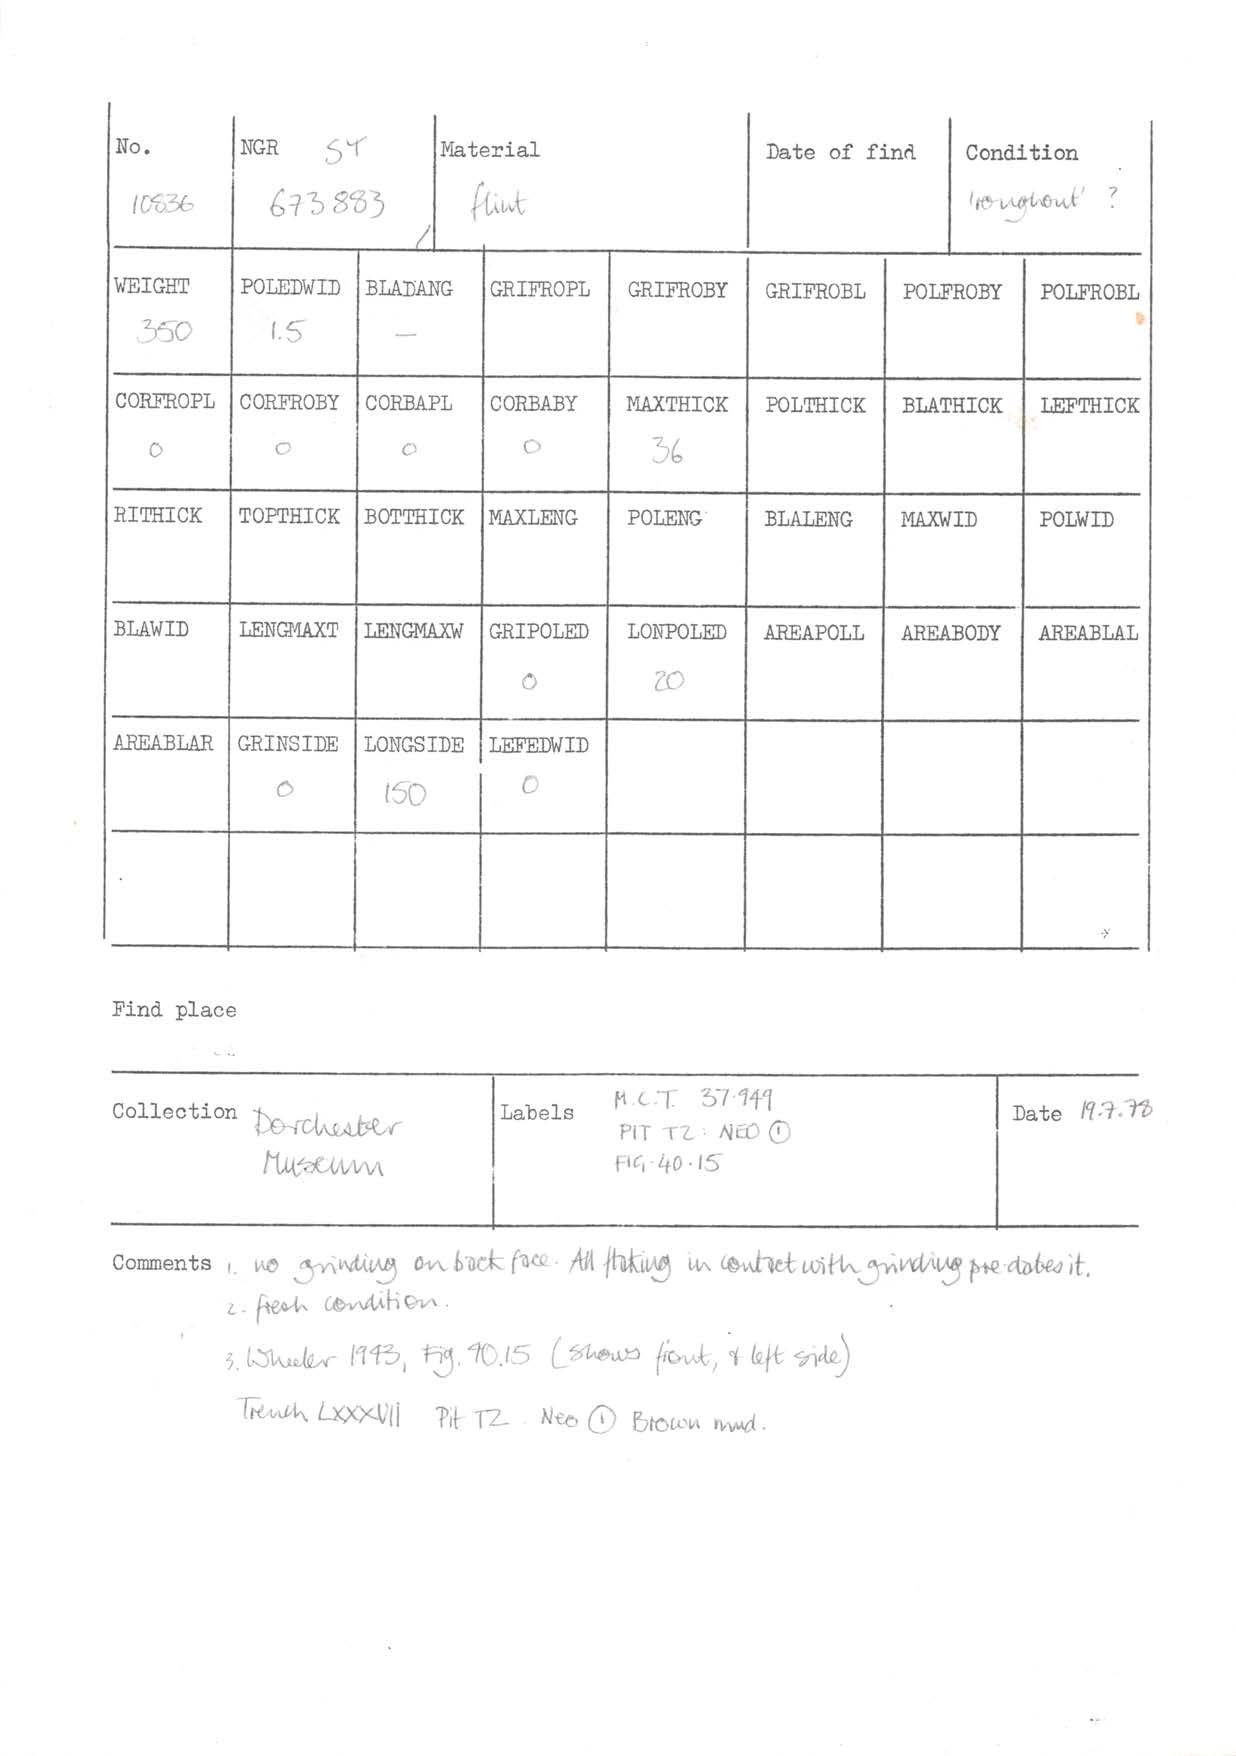 No. NGR ST Material Date of find Condition
10836 673883 flint 'roughout' ?
WEIGHT POLEDWID BLADANG GRIFROPL GRIFROBY GRIFROBL POLFROBY POLFROBL
350 1.5 —
CORFROPL CORFROBY CORBAPL CORBABY MAXTHICK POLTHICK BLATHICK LEFTHICK
0 0 0 0 36
RITHICK TOPTHICK BOTTHICK MAXLENG POLENG BLALENG MAXWID POLWID
BLAWID LENGMAXT LENGMAXW GRIPOLED LONPOLED AREAPOLL AREABODY AREABLAL
0 20
AREABLAR GRINSIDE LONGSIDE LEFEDWID
0 150 0
Find place
Collection Dorchester Museum
Labels M.C.T. 37.949
PIT T2: NEO ①
FIG. 40.15
Date 19.7.78
Comments 1. no grinding on back face. All flaking in contact with grinding pre-dates it.
2. fresh condition.
3. Wheeler 1943, Fig. 40.15 (shows front, & left side)
Trench LXXXVII Pit T2. Neo ① Brown mud.